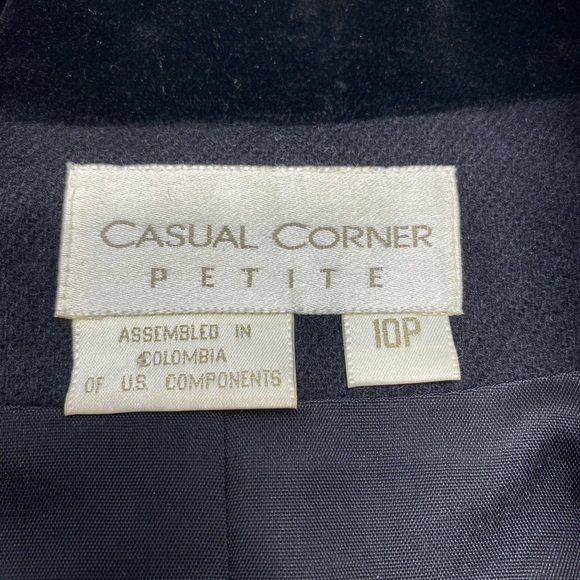 CASUAL CORNER
PETITE
ASSEMBLED IN
COLOMBIA
OF U.S. COMPONENTS
10P